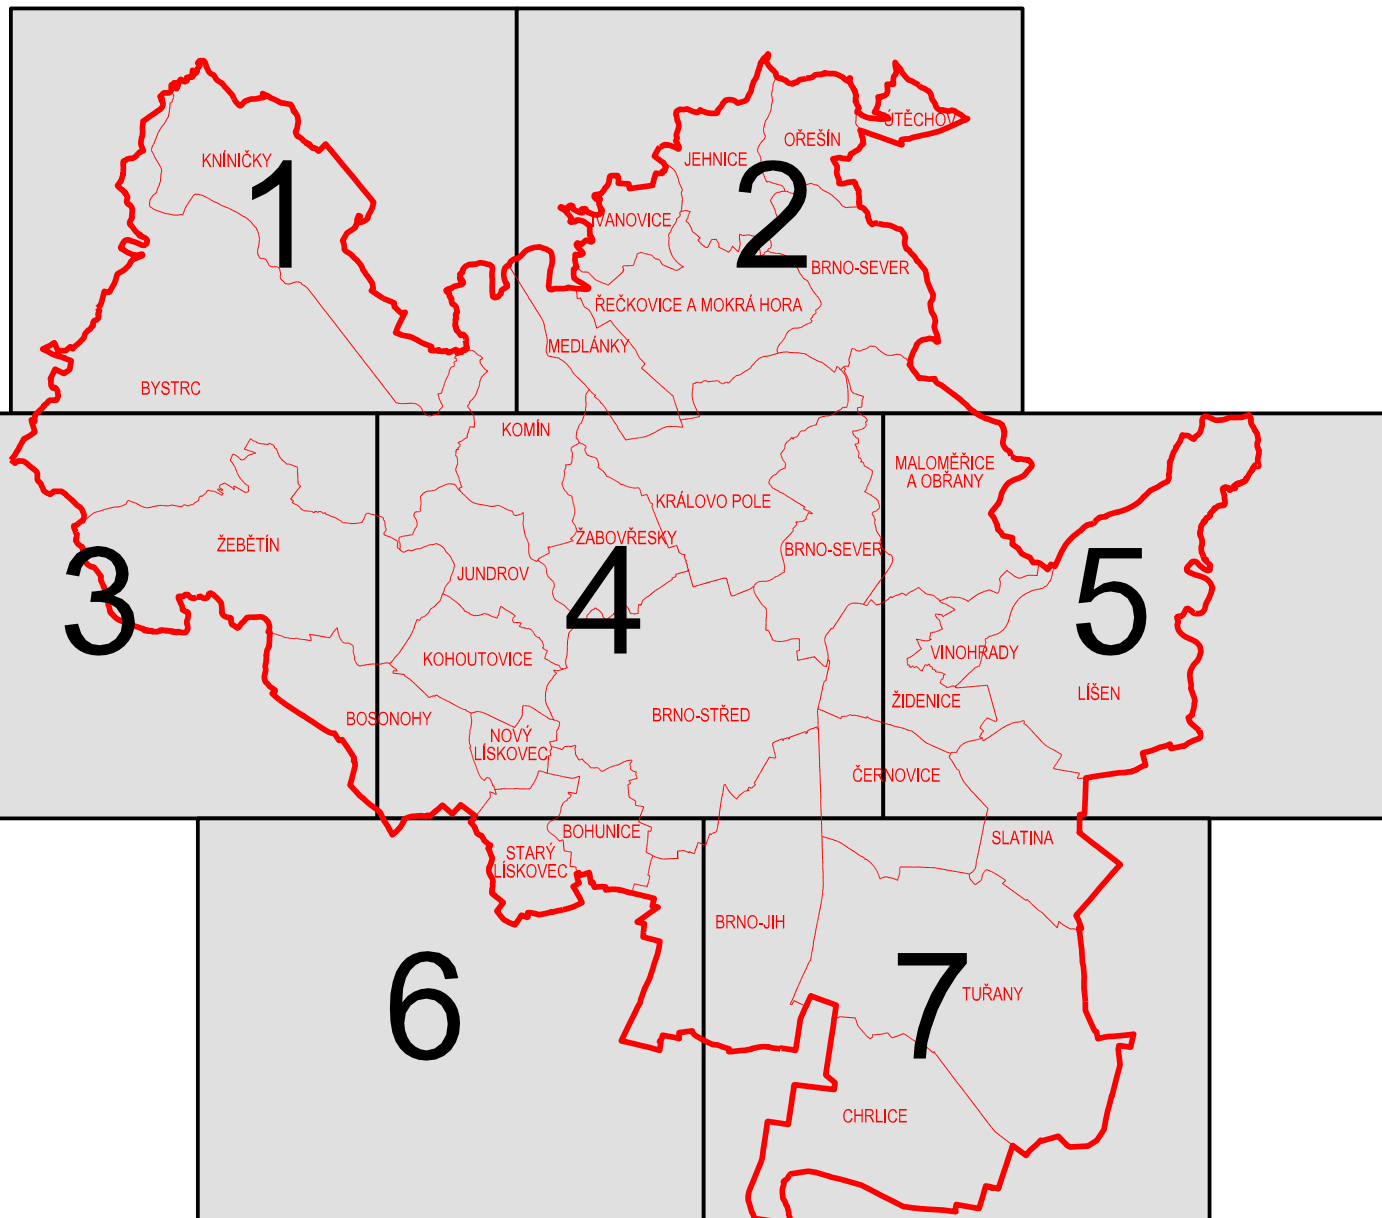 ÚTĚCHOV
OŘEŠÍN
KNÍNIČKY
JEHNICE
1
2
IVANOVICE
BRNO-SEVER
ŘEČKOVICE A MOKRÁ HORA
MEDLÁNKY
BYSTRC
KOMÍN
MALOMĚŘICE
A OBŘANY
KRÁLOVO POLE
ŽEBĚTÍN
ŽABOVŘESKY
BRNO-SEVER
JUNDROV
3
4
5
KOHOUTOVICE
VINOHRADY
LÍŠEN
ŽIDENICE
BOSONOHY
BRNO-STŘED
NOVÝ
LÍSKOVEC
ČERNOVICE
BOHUNICE
SLATINA
STARÝ
LÍSKOVEC
BRNO-JIH
6
7
TUŘANY
CHRLICE